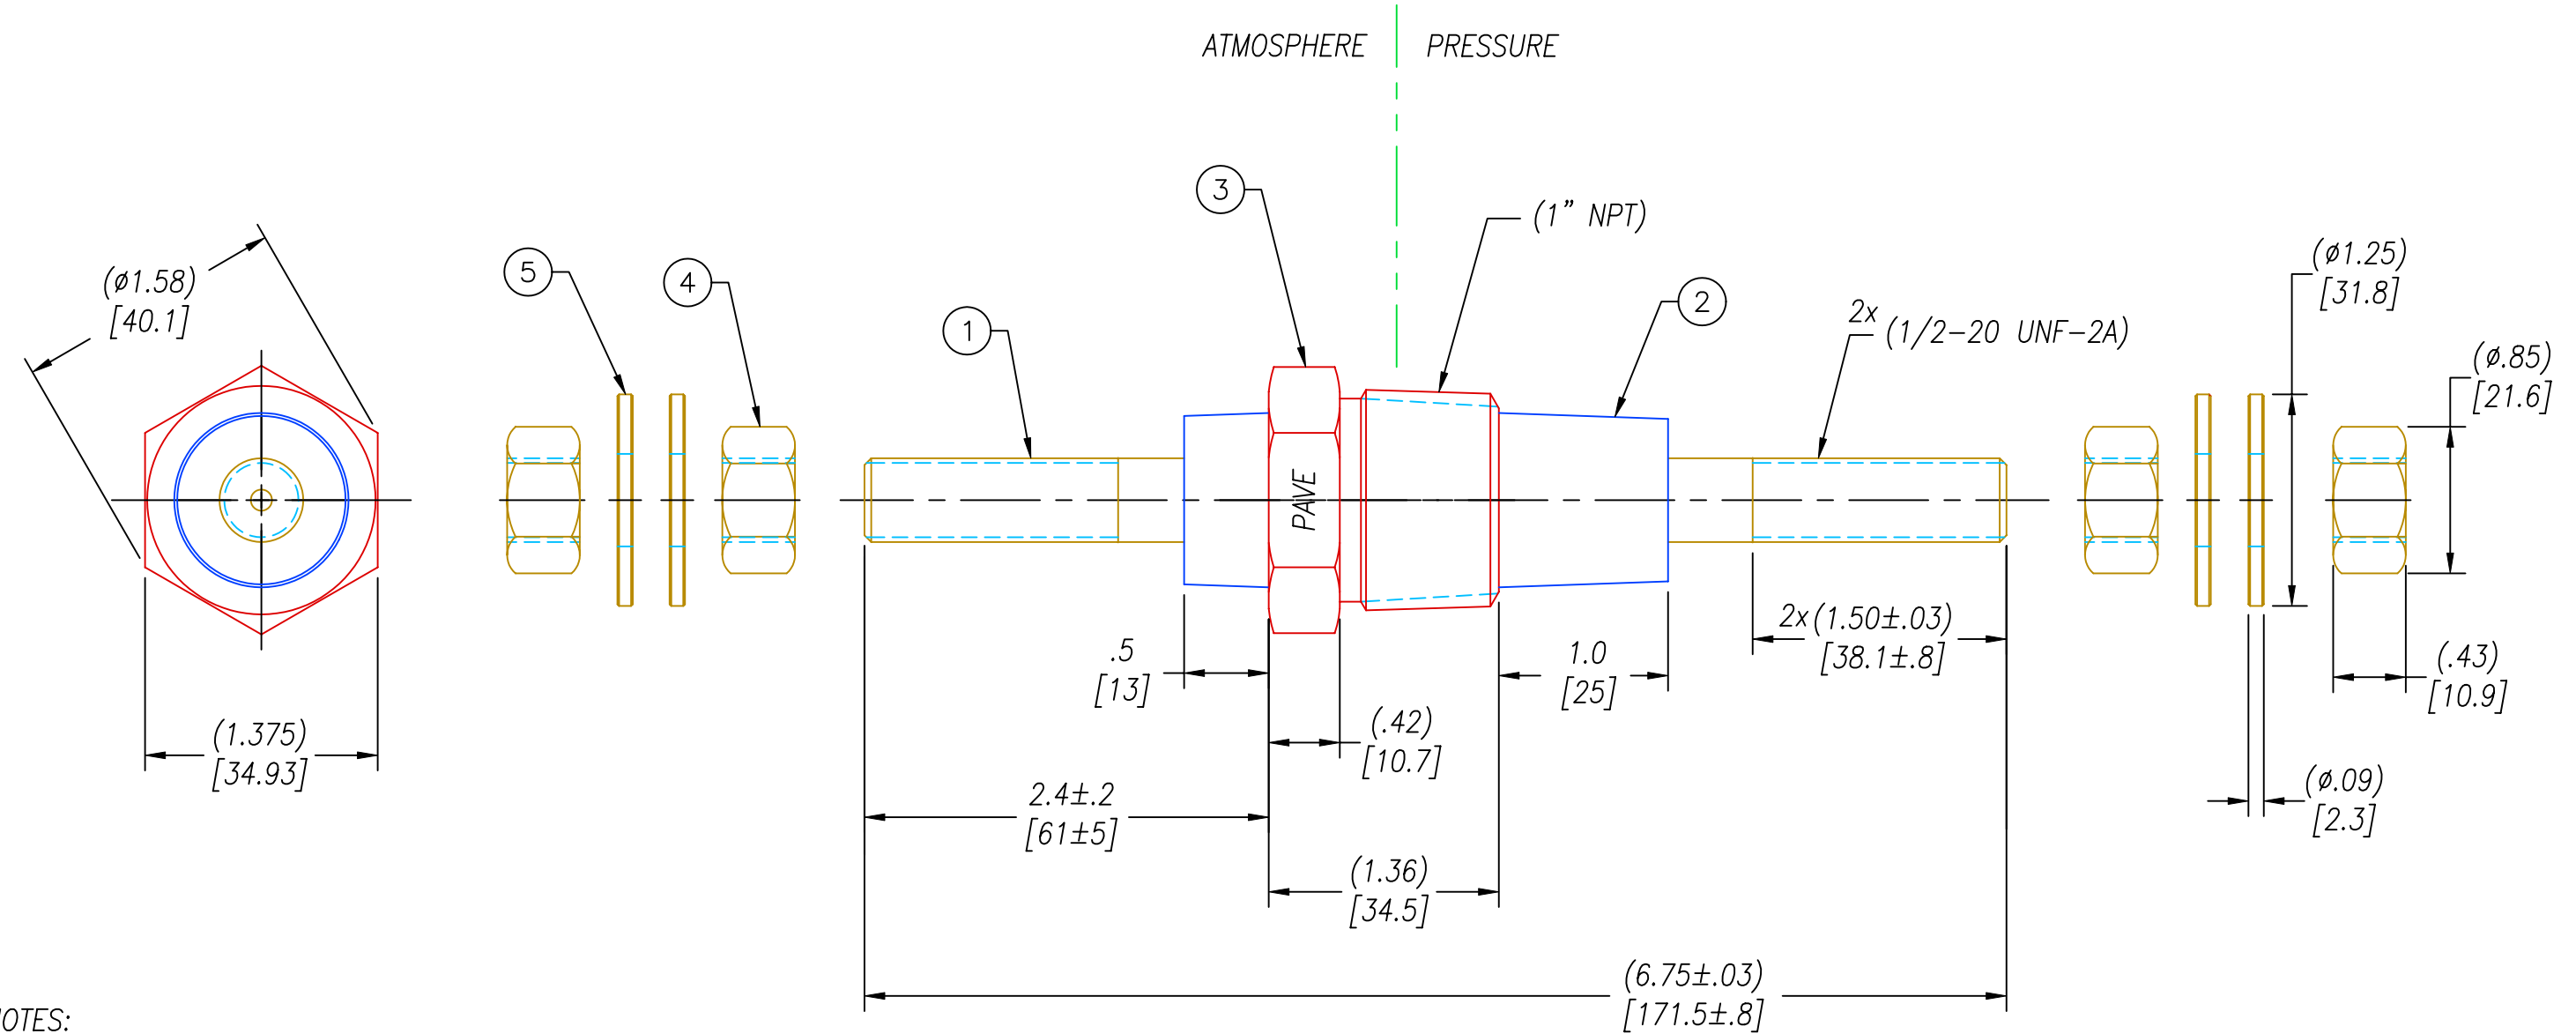 ATMOSPHERE
PRESSURE
3
(1” NPT)
5
4
1
2
2x
(1/2-20 UNF-2A)
(ø1.58)
[40.1]
(ø1.25)
[31.8]
(ø.85)
[21.6]
PAVE
2x(1.50±.03)
[38.1±.8]
.5
[13]
1.0
[25]
(.43)
[10.9]
(.42)
[10.7]
(1.375)
[34.93]
2.4±.2
[61±5]
(ø.09)
[2.3]
(1.36)
[34.5]
(6.75±.03)
[171.5±.8]
OTES: